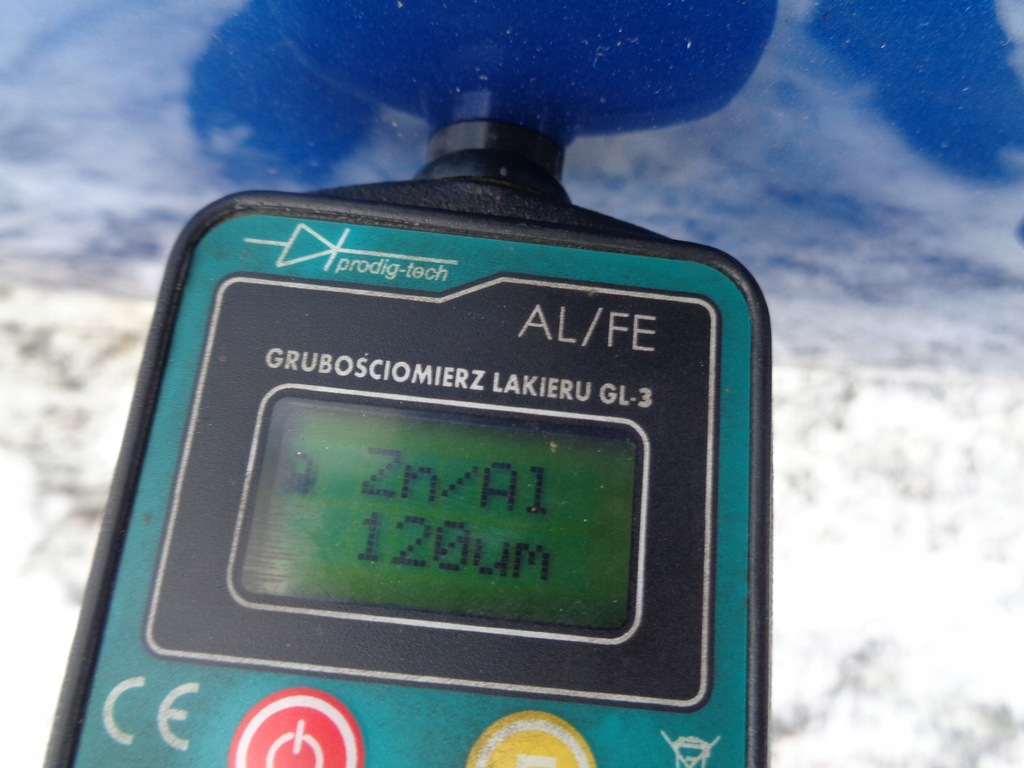 prodig-tech
AL/FE
GRUBOŚCIOMIERZ LAKIERU GL-3
Zn/Al
120um
CE